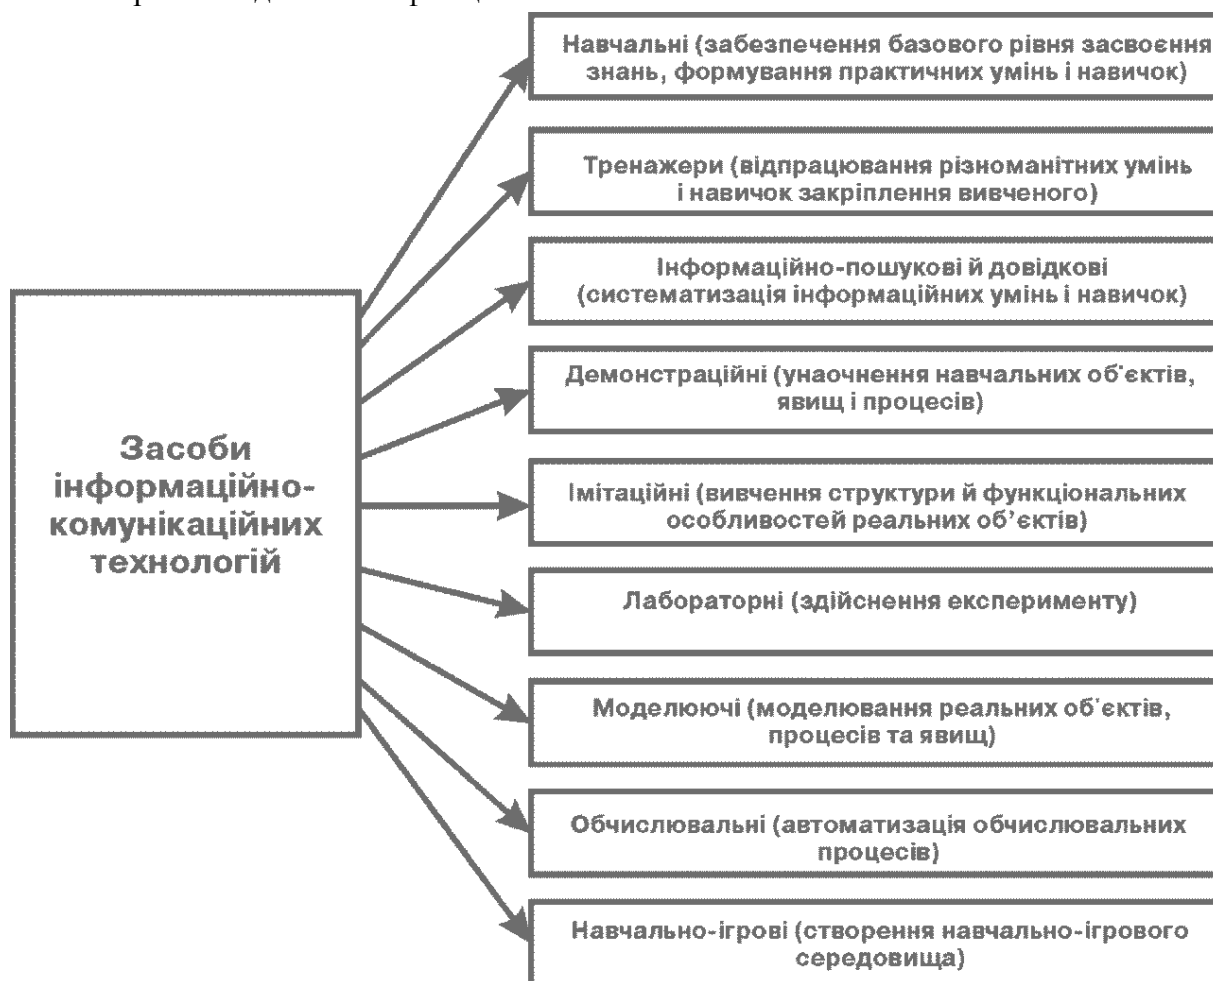 Засоби
інформаційно-
комунікаційних
технологій
Навчальні (забезпечення базового рівня засвоєння
знань, формування практичних умінь і навичок)
Тренажери (відпрацювання різноманітних умінь
і навичок закріплення вивченого)
Інформаційно-пошукові й довідкові
(систематизація інформаційних умінь і навичок)
Демонстраційні (унаочнення навчальних об'єктів,
явищ і процесів)
Імітаційні (вивчення структури й функціональних
особливостей реальних об’єктів)
Лабораторні (здійснення експерименту)
Моделюючі (моделювання реальних об'єктів,
процесів та явищ)
Обчислювальні (автоматизація обчислювальних
процесів)
Навчально-ігрові (створення навчально-ігрового
середовища)